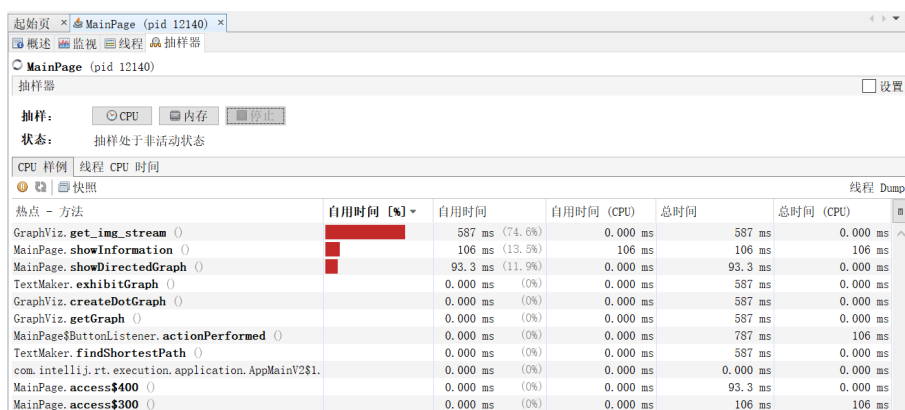 起始页 × MainPage (pid 12140) ×
概述 监视 线程 抽样器
MainPage (pid 12140)
抽样器 设置
抽样: CPU 内存 停止
状态: 抽样处于非活动状态
CPU 样例 线程 CPU 时间
快照 线程 Dump
热点 - 方法 自用时间 [%] 自用时间 自用时间 (CPU) 总时间 总时间 (CPU)
GraphViz.get_img_stream () 587 ms (74.6%) 0.000 ms 587 ms 0.000 ms
MainPage.showInformation () 106 ms (13.5%) 106 ms 106 ms 106 ms
MainPage.showDirectedGraph () 93.3 ms (11.9%) 0.000 ms 93.3 ms 0.000 ms
TextMaker.exhibitGraph () 0.000 ms (0%) 0.000 ms 587 ms 0.000 ms
GraphViz.createDotGraph () 0.000 ms (0%) 0.000 ms 587 ms 0.000 ms
GraphViz.getGraph () 0.000 ms (0%) 0.000 ms 587 ms 0.000 ms
MainPage$ButtonListener.actionPerformed () 0.000 ms (0%) 0.000 ms 787 ms 106 ms
TextMaker.findShortestPath () 0.000 ms (0%) 0.000 ms 587 ms 0.000 ms
com.intellij.rt.execution.application.AppMainV2$1. 0.000 ms (0%) 0.000 ms 0.000 ms 0.000 ms
MainPage.access$400 () 0.000 ms (0%) 0.000 ms 93.3 ms 0.000 ms
MainPage.access$300 () 0.000 ms (0%) 0.000 ms 106 ms 106 ms